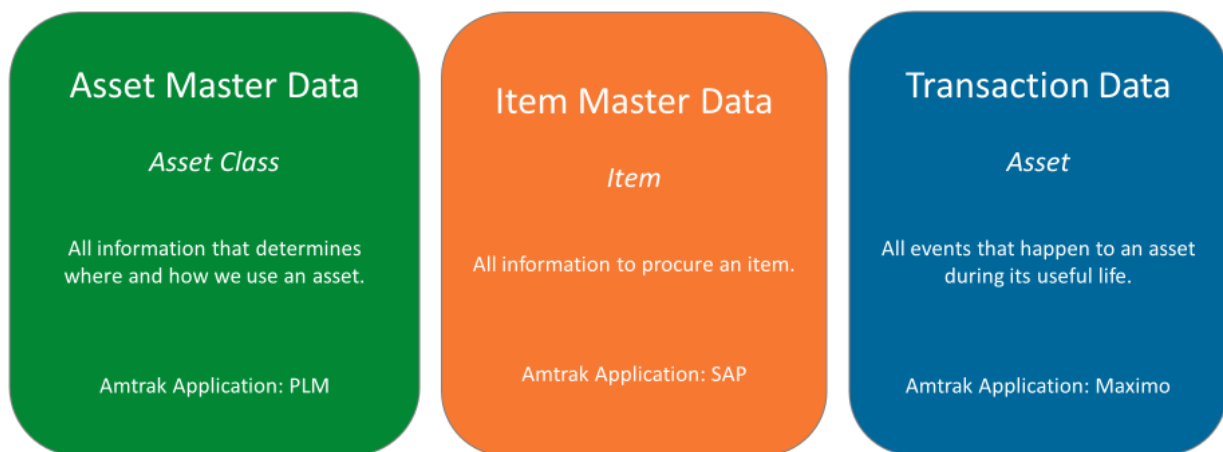 Asset Master Data
Asset Class
All information that determines
where and how we use an asset.
Amtrak Application: PLM
Item Master Data
Item
All information to procure an item.
Amtrak Application: SAP
Transaction Data
Asset
All events that happen to an asset
during its useful life.
Amtrak Application: Maximo